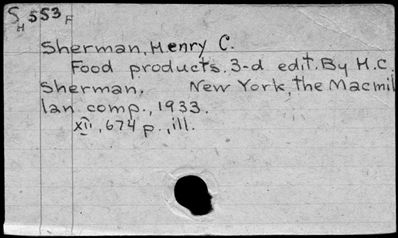 S 553 F
H
Sherman, Henry C.
Food products. 3-d edit. By H.C.
Sherman. New York, the Macmil
lan comp., 1933.
XII, 674 p., ill.